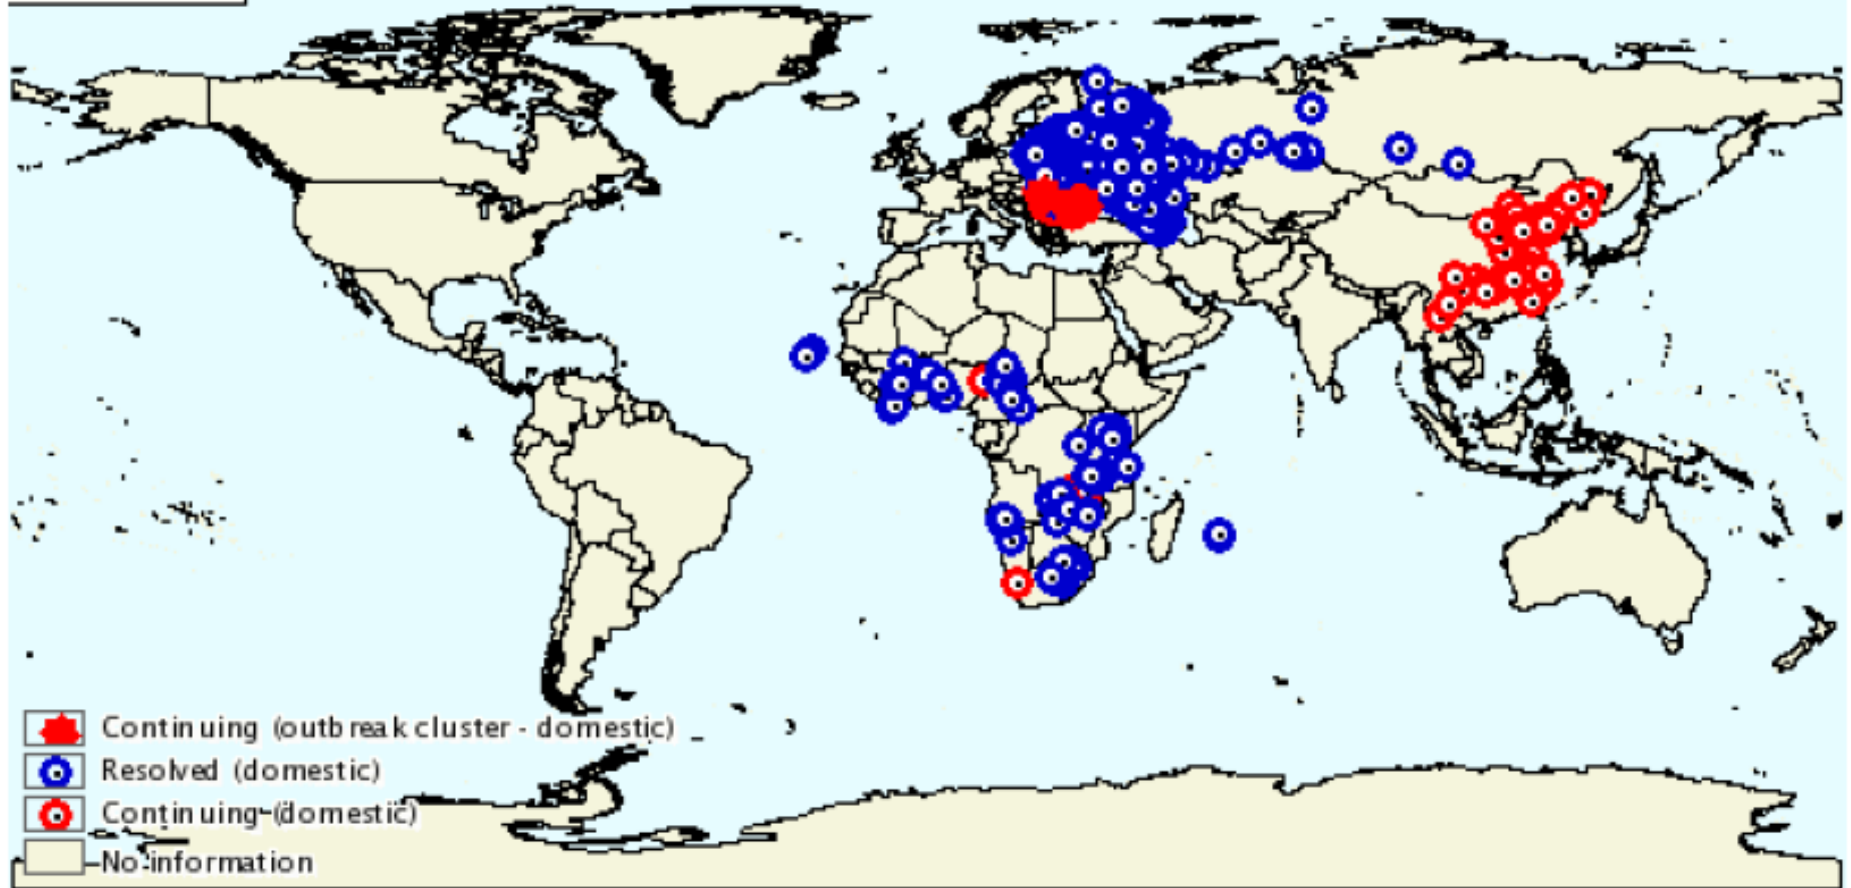 Continuing (outbreak cluster - domestic)
Resolved (domestic)
Continuing (domestic)
No information